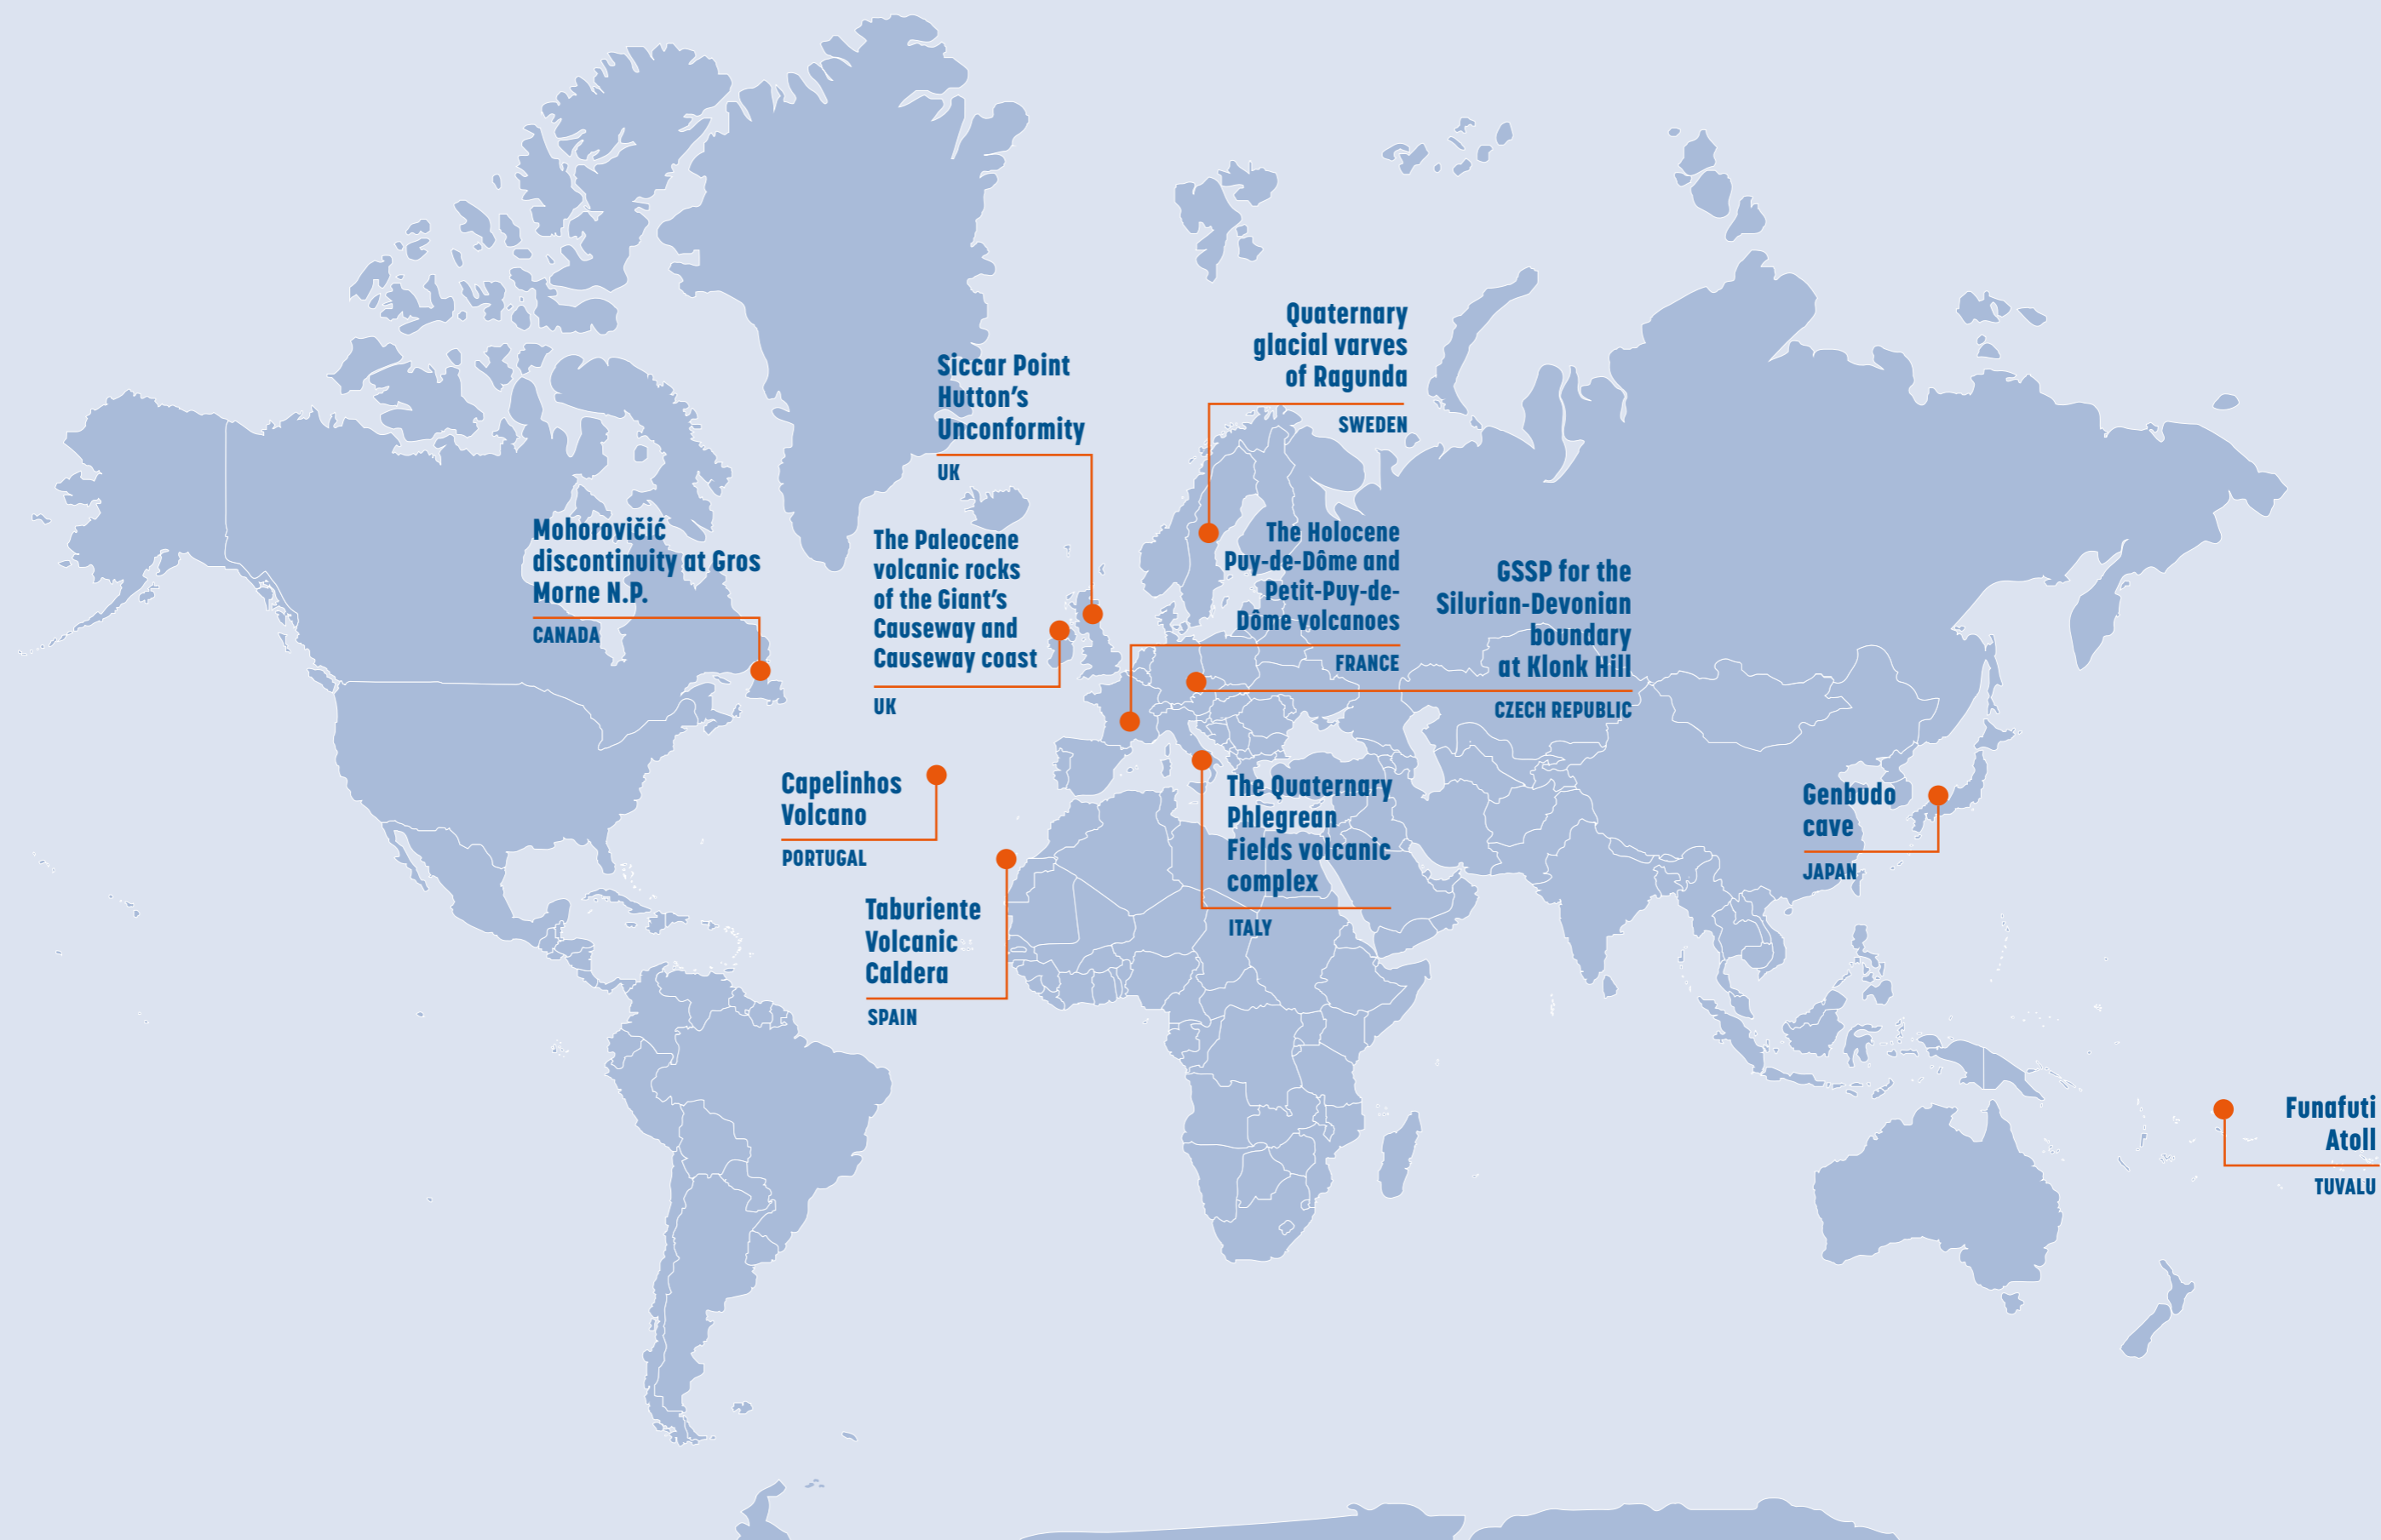 Quaternary
glacial varves
of Ragunda
SWEDEN
Siccar Point
Hutton's
Unconformity
UK
Mohorovičić
discontinuity at Gros
Morne N.P.
CANADA
The Paleocene
volcanic rocks
of the Giant's
Causeway and
Causeway coast
UK
The Holocene
Puy-de-Dôme and
Petit-Puy-de-
Dôme volcanoes
FRANCE
GSSP for the
Silurian-Devonian
boundary
at Klonk Hill
CZECH REPUBLIC
Capelinhos
Volcano
PORTUGAL
The Quaternary
Phlegrean
Fields volcanic
complex
ITALY
Genbudo
cave
JAPAN
Taburiente
Volcanic
Caldera
SPAIN
Funafuti
Atoll
TUVALU